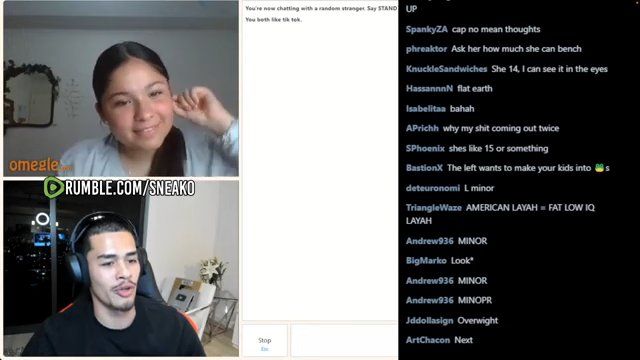 You're now chatting with a random stranger. Say STAND
You both like tik tok.
omegle
RUMBLE.COM/SNEAKO
Stop
Esc
UP
SpankyZA cap no mean thoughts
phreaktor Ask her how much she can bench
KnuckleSandwiches She 14, I can see it in the eyes
HassannnN flat earth
Isabelitaa bahah
APrichh why my shit coming out twice
SPhoenix shes like 15 or something
BastionX The left wants to make your kids into 🐸s
deteuronomi L minor
TriangleWaze AMERICAN LAYAH = FAT LOW IQ
LAYAH
Andrew936 MINOR
BigMarko Look*
Andrew936 MINOR
Andrew936 MINOPR
Jddollasign Overwight
ArtChacon Next